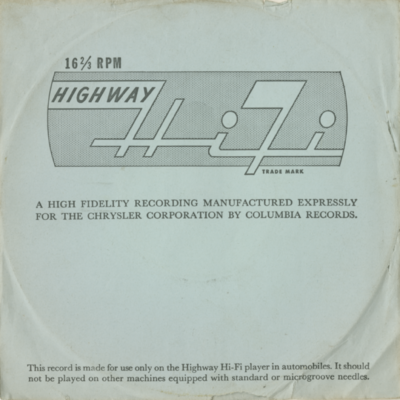 16⅔ RPM
HIGHWAY
Hi Fi
TRADE MARK
A HIGH FIDELITY RECORDING MANUFACTURED EXPRESSLY
FOR THE CHRYSLER CORPORATION BY COLUMBIA RECORDS.
This record is made for use only on the Highway Hi-Fi player in automobiles. It should
not be played on other machines equipped with standard or microgroove needles.